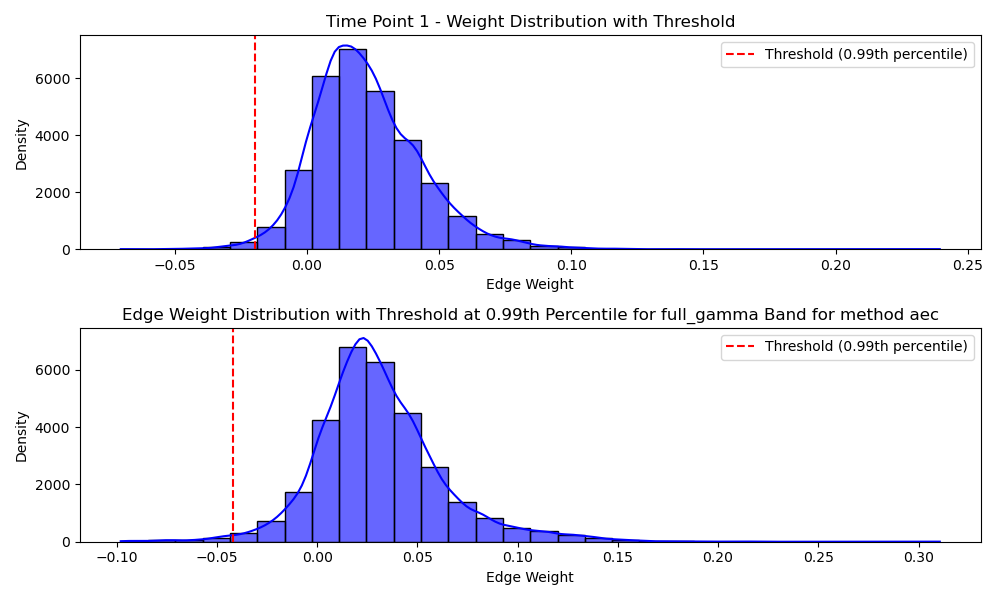 Time Point 1 - Weight Distribution with Threshold
Threshold (0.99th percentile)
Density
6000
4000
2000
0
−0.05 0.00 0.05 0.10 0.15 0.20 0.25
Edge Weight
Edge Weight Distribution with Threshold at 0.99th Percentile for full_gamma Band for method aec
Threshold (0.99th percentile)
Density
6000
4000
2000
0
−0.10 −0.05 0.00 0.05 0.10 0.15 0.20 0.25 0.30
Edge Weight